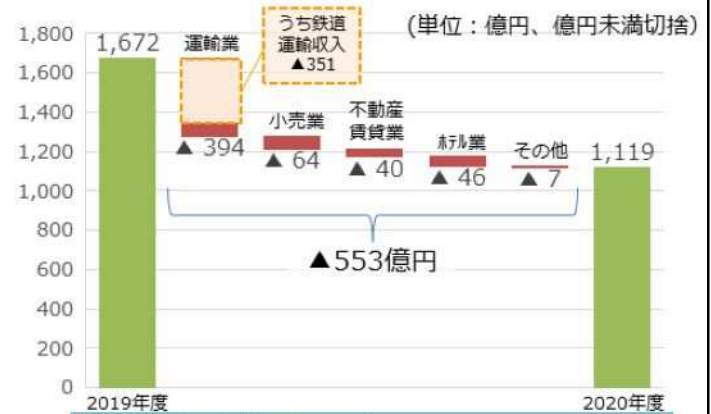 (単位：億円、億円未満切捨)
うち鉄道
運輸収入
▲351
1,800
1,600
1,400
1,200
1,000
800
600
400
200
0
1,672
運輸業
▲ 394
小売業
▲ 64
不動産
賃貸業
▲ 40
ﾎﾃﾙ業
▲ 46
その他
▲ 7
1,119
▲553億円
2019年度
2020年度